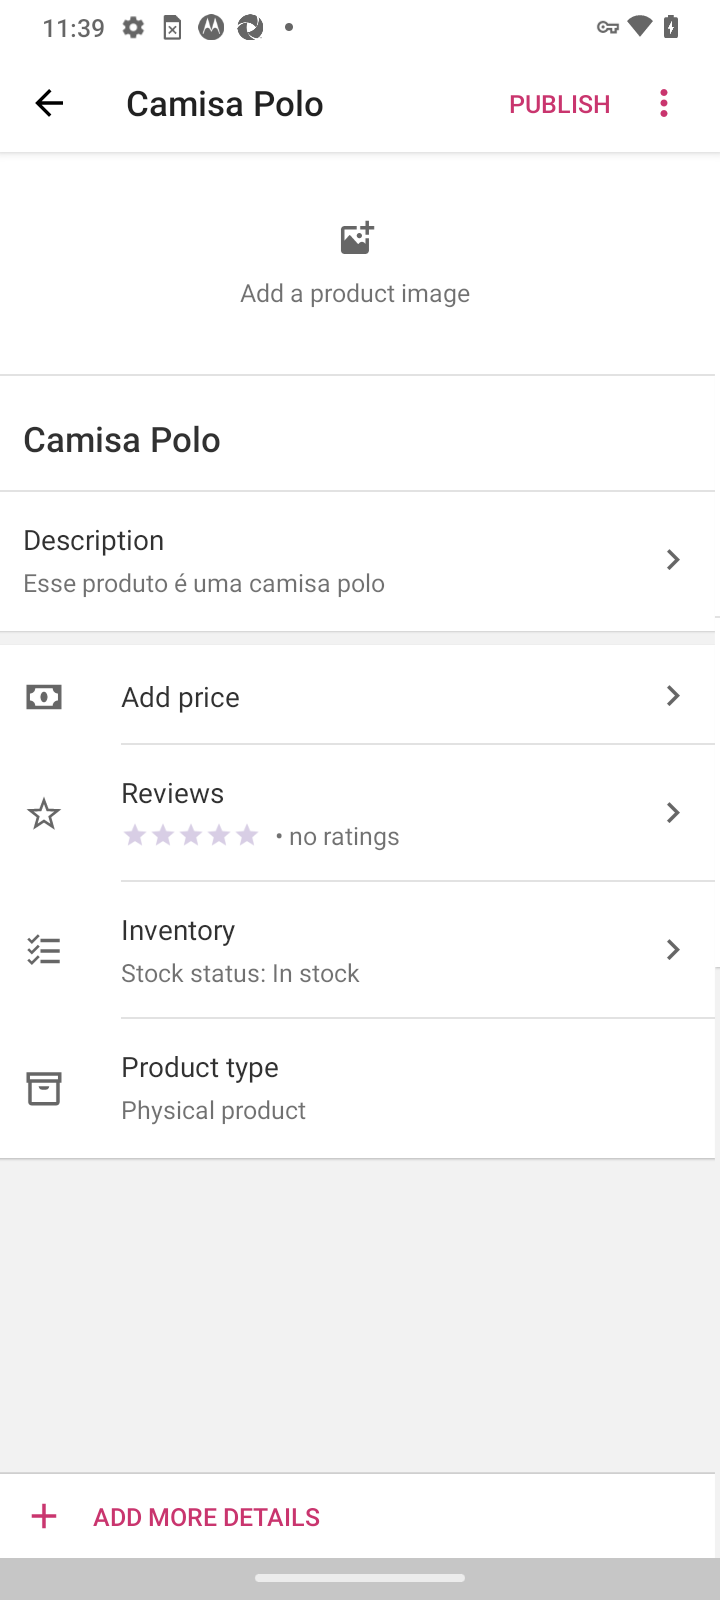 11:39
Camisa Polo
PUBLISH
Add a product image
Camisa Polo
Description
Esse produto é uma camisa polo
Add price
Reviews
• no ratings
Inventory
Stock status: In stock
Product type
Physical product
ADD MORE DETAILS